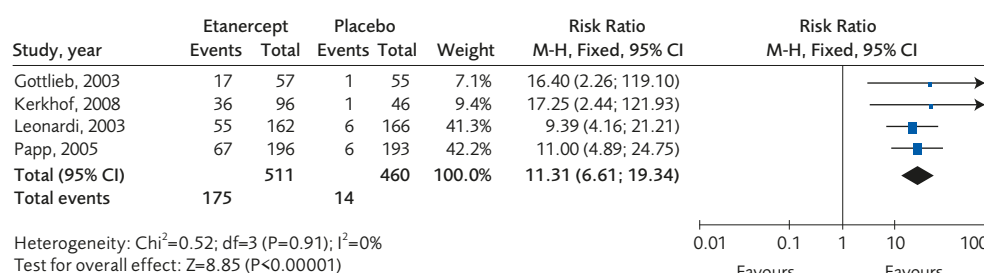 Etanercept Placebo Risk Ratio Risk Ratio
Study, year Events Total Events Total Weight M-H, Fixed, 95% CI M-H, Fixed, 95% CI
Gottlieb, 2003 17 57 1 55 7.1% 16.40 (2.26; 119.10)
Kerkhof, 2008 36 96 1 46 9.4% 17.25 (2.44; 121.93)
Leonardi, 2003 55 162 6 166 41.3% 9.39 (4.16; 21.21)
Papp, 2005 67 196 6 193 42.2% 11.00 (4.89; 24.75)
Total (95% CI) 511 460 100.0% 11.31 (6.61; 19.34)
Total events 175 14
0.01 0.1 1 10 100
Heterogeneity: Chi²=0.52; df=3 (P=0.91); I²=0%
Test for overall effect: Z=8.85 (P<0.00001)
Favours Favours